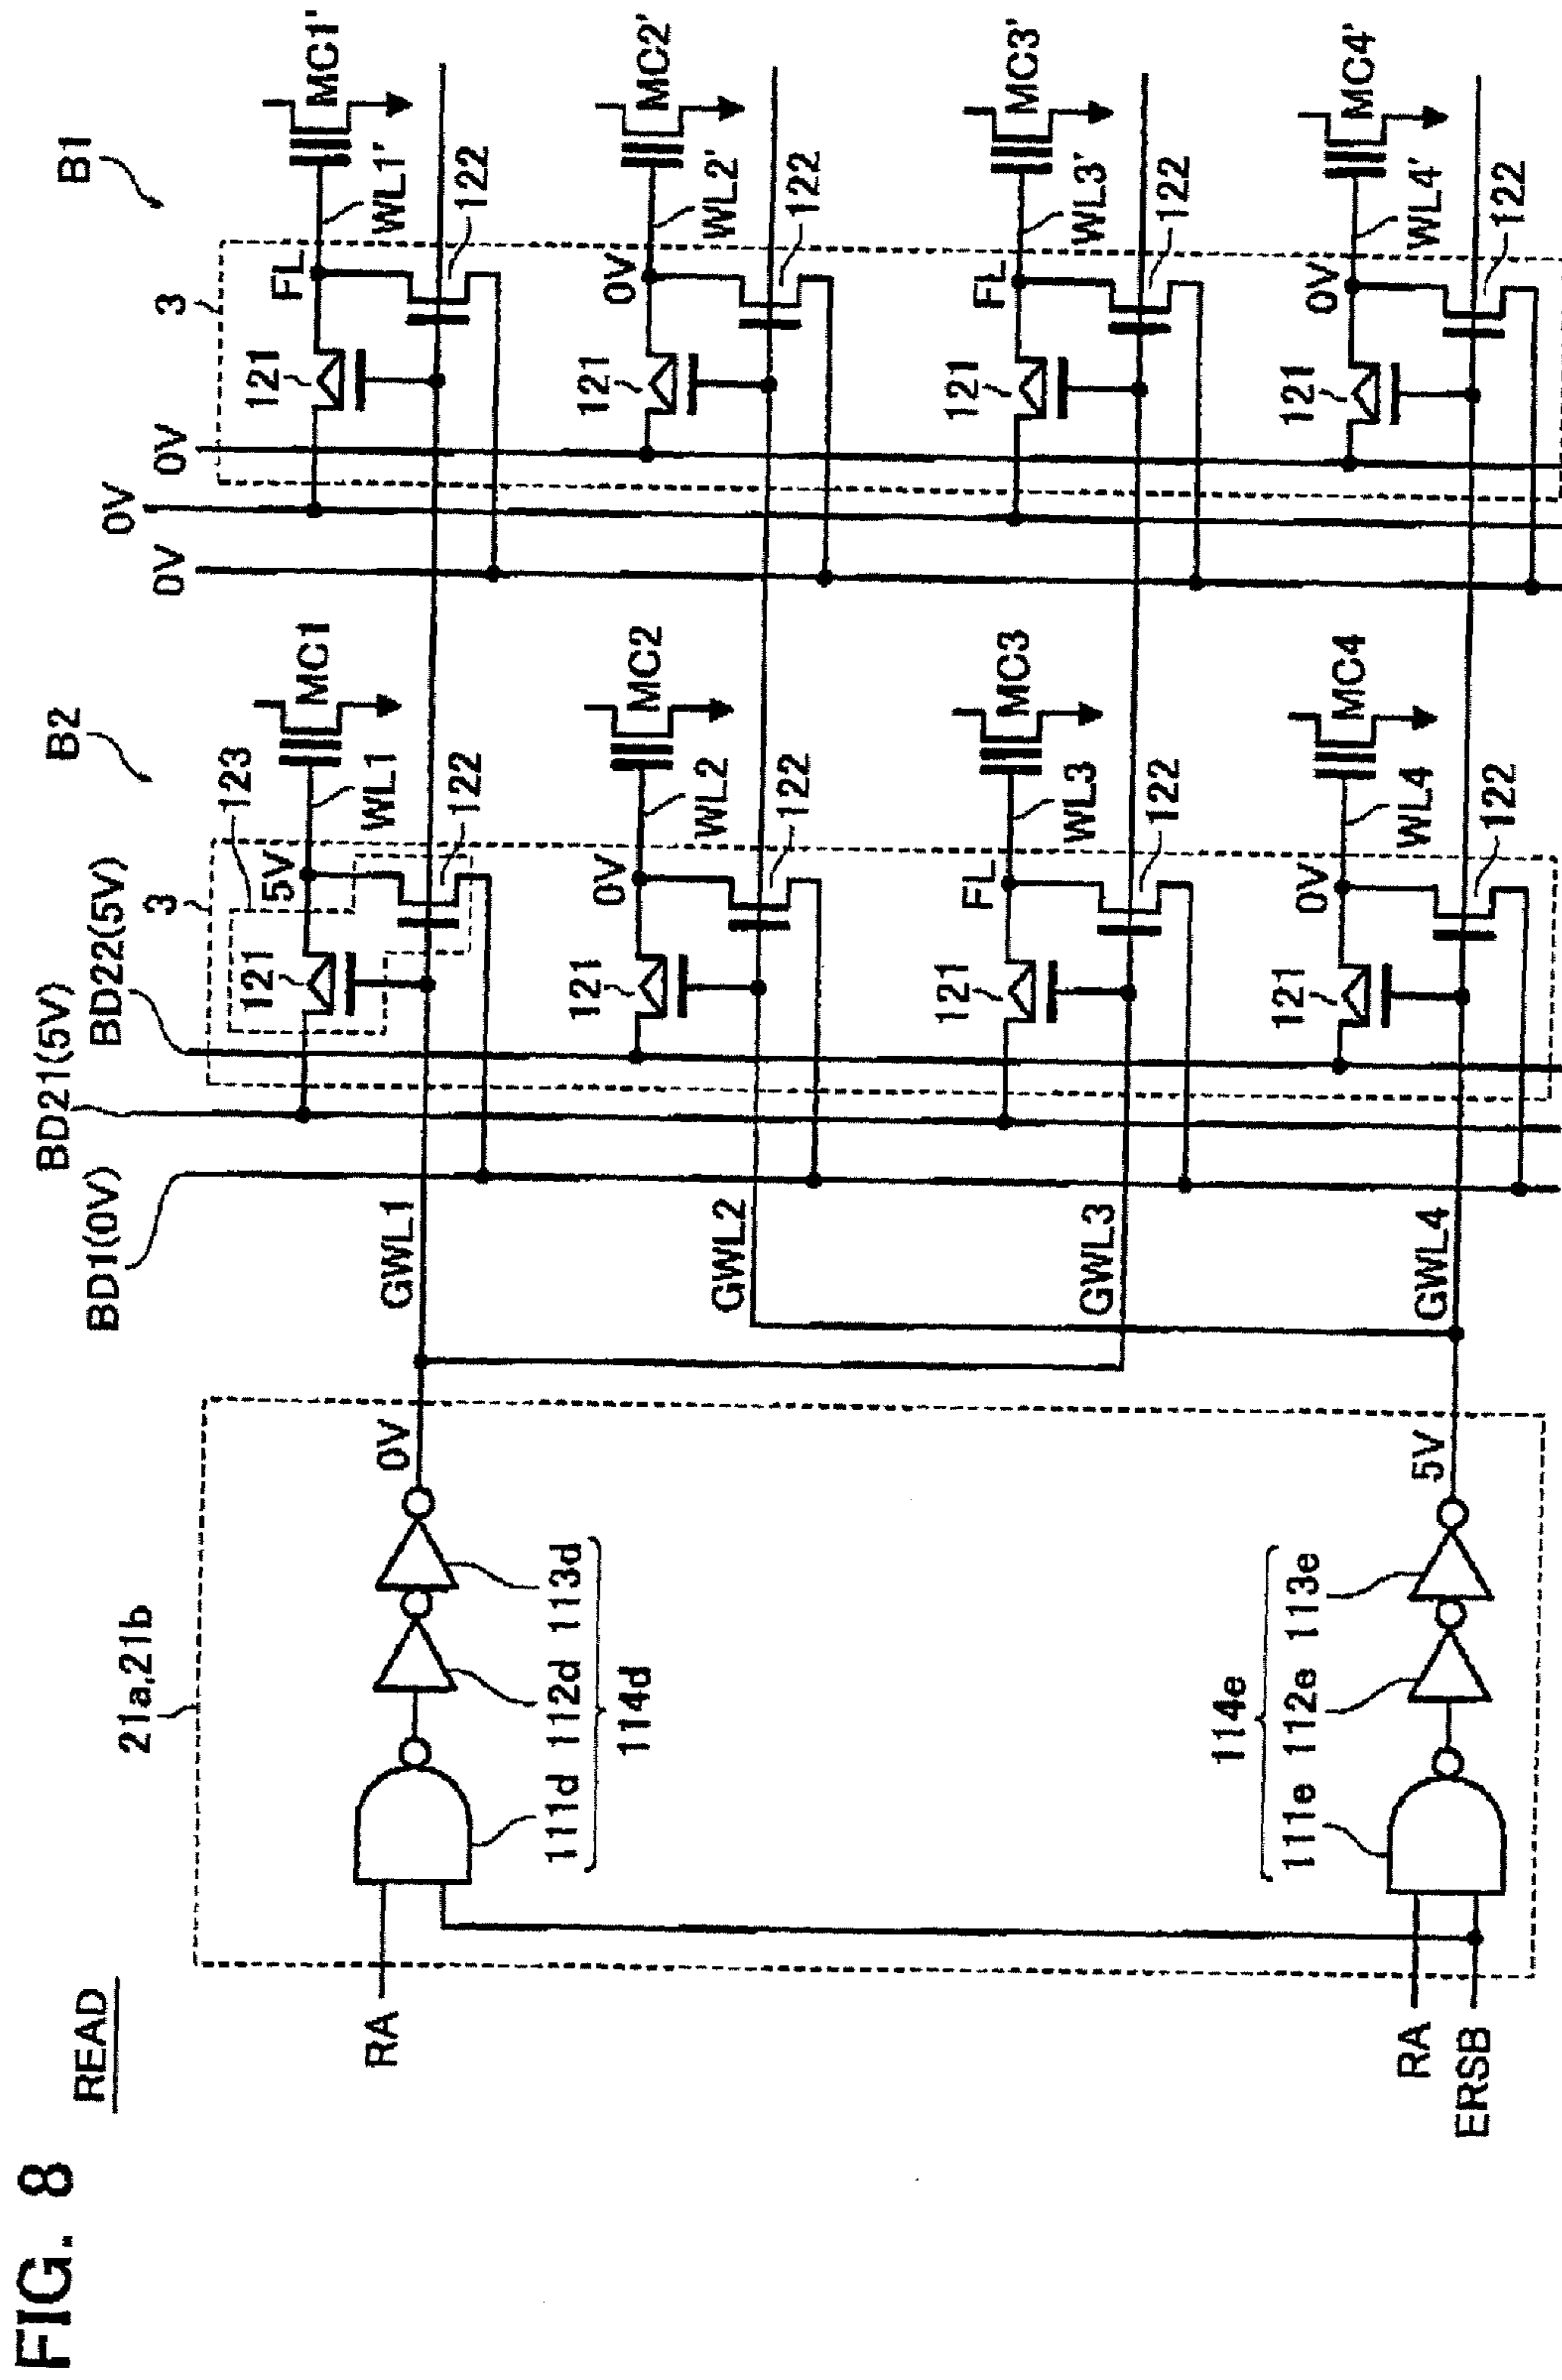 FIG. 8
READ
21a,21b
RA
111d 112d 113d
114d
0V
RA
ERSB
114e
111e 112e 113e
5V
BD1(0V)
BD21(5V)
BD22(5V)
GWL1
GWL2
GWL3
GWL4
B2
3
123
121
5V
WL1
MC1
122
121
0V
WL2
MC2
122
121
FL
WL3
MC3
122
121
0V
WL4
MC4
122
0V
0V
0V
B1
3
121
FL
WL1'
MC1'
122
121
0V
WL2'
MC2'
122
121
FL
WL3'
MC3'
122
121
0V
WL4'
MC4'
122